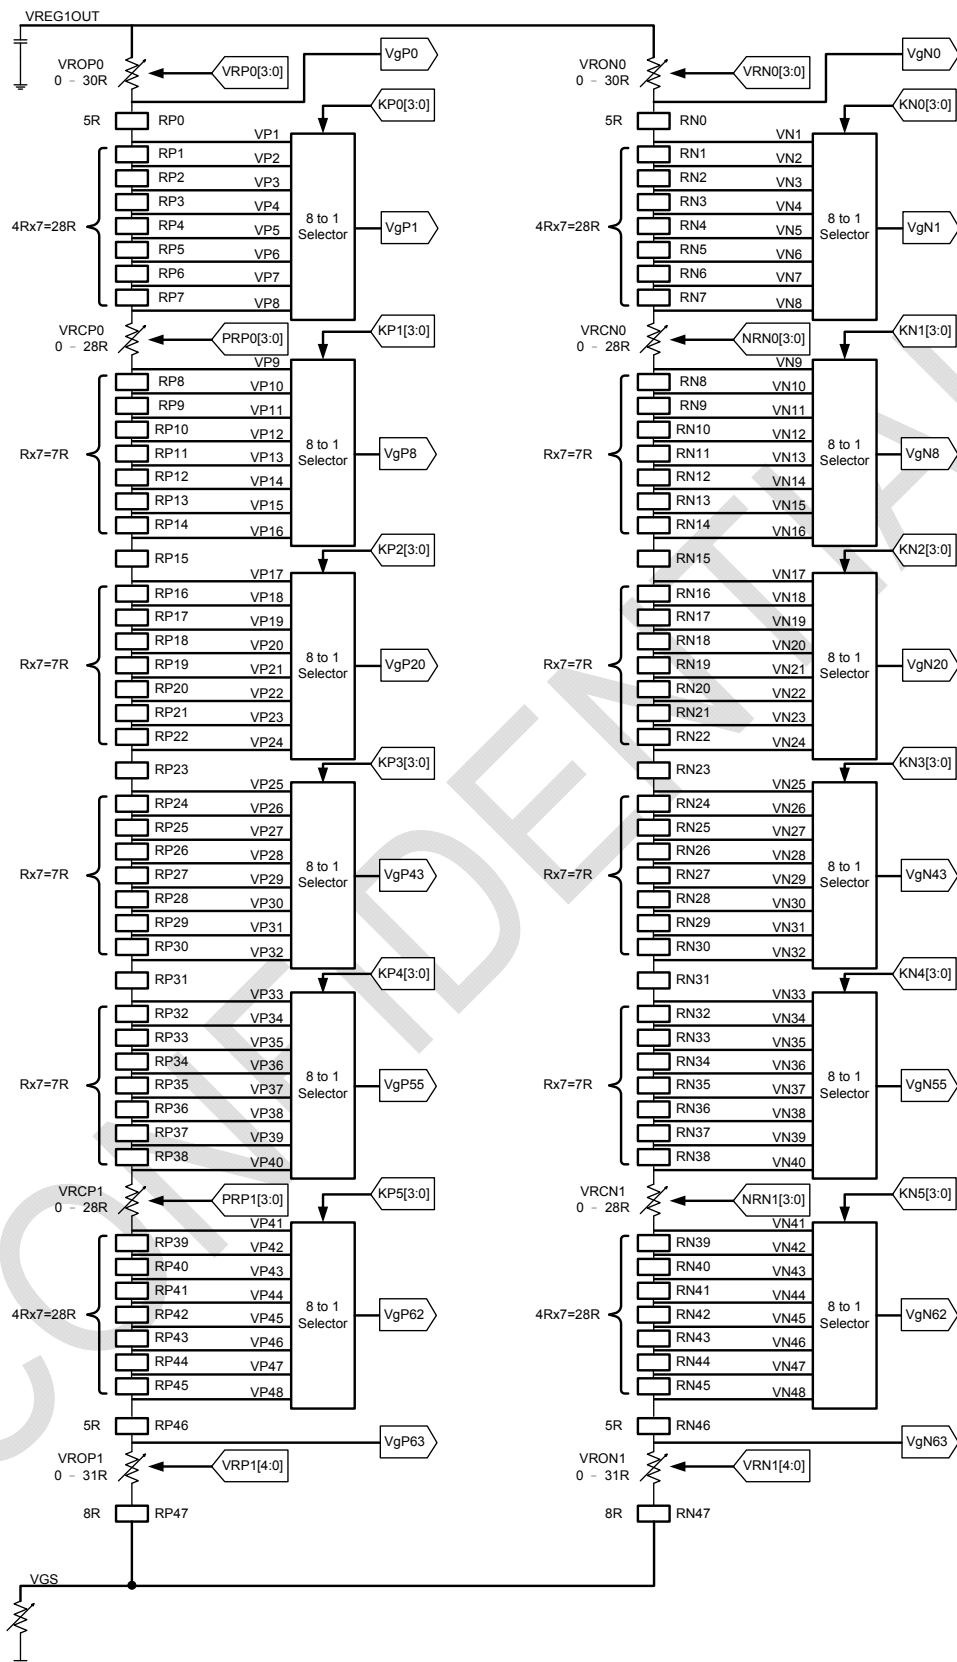 VREG1OUT
VROP0
0 - 30R
VRP0[3:0]
VgP0
KP0[3:0]
5R
RP0
VP1
RP1
VP2
RP2
VP3
RP3
VP4
4Rx7=28R
RP4
VP5
8 to 1
Selector
VgP1
RP5
VP6
RP6
VP7
RP7
VP8
VRCP0
0 - 28R
PRP0[3:0]
KP1[3:0]
VP9
RP8
VP10
RP9
VP11
RP10
VP12
Rx7=7R
RP11
VP13
8 to 1
Selector
VgP8
RP12
VP14
RP13
VP15
RP14
VP16
RP15
KP2[3:0]
VP17
RP16
VP18
RP17
VP19
RP18
VP20
Rx7=7R
RP19
VP21
8 to 1
Selector
VgP20
RP20
VP22
RP21
VP23
RP22
VP24
RP23
KP3[3:0]
VP25
RP24
VP26
RP25
VP27
RP26
VP28
Rx7=7R
RP27
VP29
8 to 1
Selector
VgP43
RP28
VP30
RP29
VP31
RP30
VP32
RP31
KP4[3:0]
VP33
RP32
VP34
RP33
VP35
RP34
VP36
Rx7=7R
RP35
VP37
8 to 1
Selector
VgP55
RP36
VP38
RP37
VP39
RP38
VP40
VRCP1
0 - 28R
PRP1[3:0]
KP5[3:0]
VP41
RP39
VP42
RP40
VP43
RP41
VP44
4Rx7=28R
RP42
VP45
8 to 1
Selector
VgP62
RP43
VP46
RP44
VP47
RP45
VP48
5R
RP46
VgP63
VROP1
0 - 31R
VRP1[4:0]
8R
RP47
VGS
VRON0
0 - 30R
VRN0[3:0]
VgN0
KN0[3:0]
5R
RN0
VN1
RN1
VN2
RN2
VN3
RN3
VN4
4Rx7=28R
RN4
VN5
8 to 1
Selector
VgN1
RN5
VN6
RN6
VN7
RN7
VN8
VRCN0
0 - 28R
NRN0[3:0]
KN1[3:0]
VN9
RN8
VN10
RN9
VN11
RN10
VN12
Rx7=7R
RN11
VN13
8 to 1
Selector
VgN8
RN12
VN14
RN13
VN15
RN14
VN16
RN15
KN2[3:0]
VN17
RN16
VN18
RN17
VN19
RN18
VN20
Rx7=7R
RN19
VN21
8 to 1
Selector
VgN20
RN20
VN22
RN21
VN23
RN22
VN24
RN23
KN3[3:0]
VN25
RN24
VN26
RN25
VN27
RN26
VN28
Rx7=7R
RN27
VN29
8 to 1
Selector
VgN43
RN28
VN30
RN29
VN31
RN30
VN32
RN31
KN4[3:0]
VN33
RN32
VN34
RN33
VN35
RN34
VN36
Rx7=7R
RN35
VN37
8 to 1
Selector
VgN55
RN36
VN38
RN37
VN39
RN38
VN40
VRCN1
0 - 28R
NRN1[3:0]
KN5[3:0]
VN41
RN39
VN42
RN40
VN43
RN41
VN44
4Rx7=28R
RN42
VN45
8 to 1
Selector
VgN62
RN43
VN46
RN44
VN47
RN45
VN48
5R
RN46
VgN63
VRON1
0 - 31R
VRN1[4:0]
8R
RN47
CONFIDENTIAL